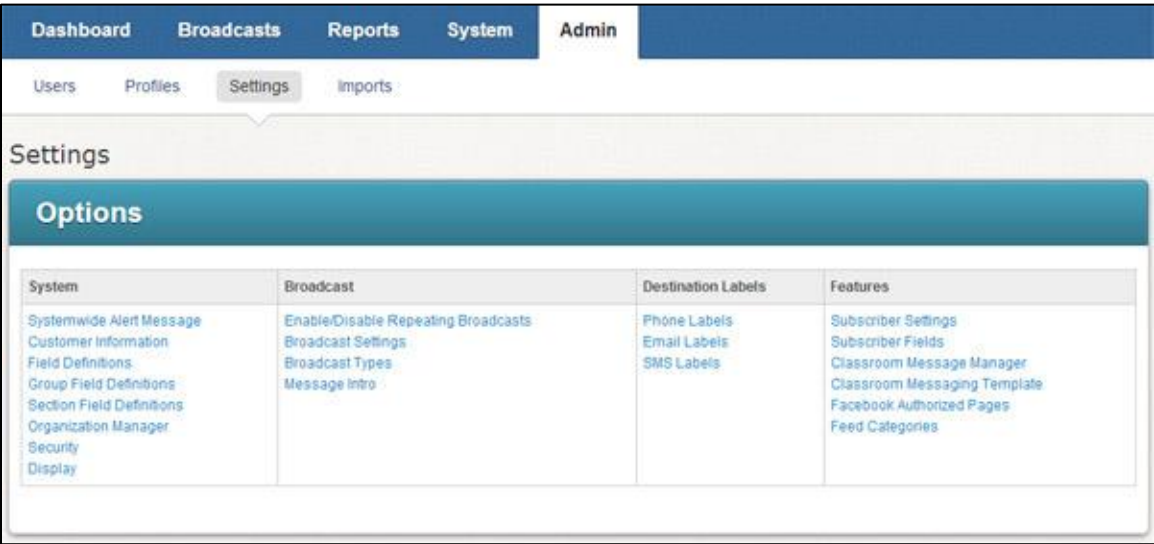 Dashboard Broadcasts Reports System Admin
Users Profiles Settings Imports
Settings
Options
System Broadcast Destination Labels Features
Systemwide Alert Message Enable/Disable Repeating Broadcasts Phone Labels Subscriber Settings
Customer Information Broadcast Settings Email Labels Subscriber Fields
Field Definitions Broadcast Types SMS Labels Classroom Message Manager
Group Field Definitions Message Intro Classroom Messaging Template
Section Field Definitions Facebook Authorized Pages
Organization Manager Feed Categories
Security
Display